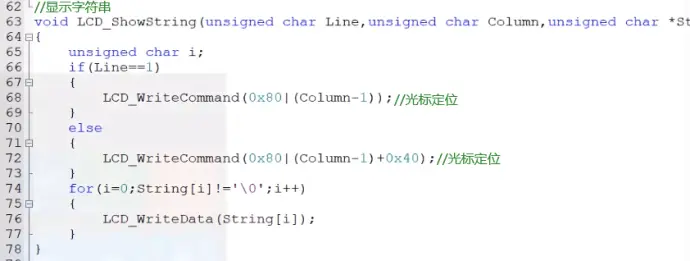 62 //显示字符串
63 void LCD_ShowString(unsigned char Line,unsigned char Column,unsigned char *St
64 {
65 unsigned char i;
66 if(Line==1)
67 {
68 LCD_WriteCommand(0x80|(Column-1));//光标定位
69 }
70 else
71 {
72 LCD_WriteCommand(0x80|(Column-1)+0x40);//光标定位
73 }
74 for(i=0;String[i]!='\0';i++)
75 {
76 LCD_WriteData(String[i]);
77 }
78 }